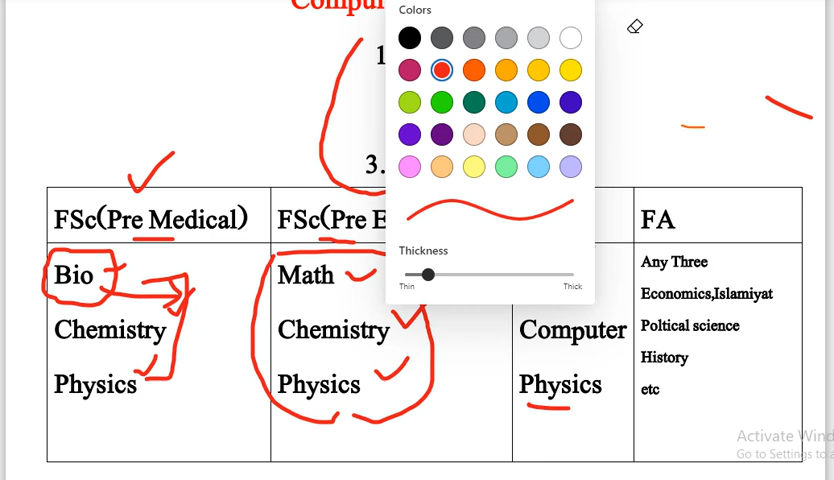 Comput
Colors
1
3.
FSc(Pre Medical)
FSc(Pre E
FA
Bio
Chemistry
Physics
Math
Chemistry
Physics
Thickness
Thin Thick
Computer
Physics
Any Three
Economics,Islamiyat
Poltical science
History
etc
Activate Wind
Go to Settings to a